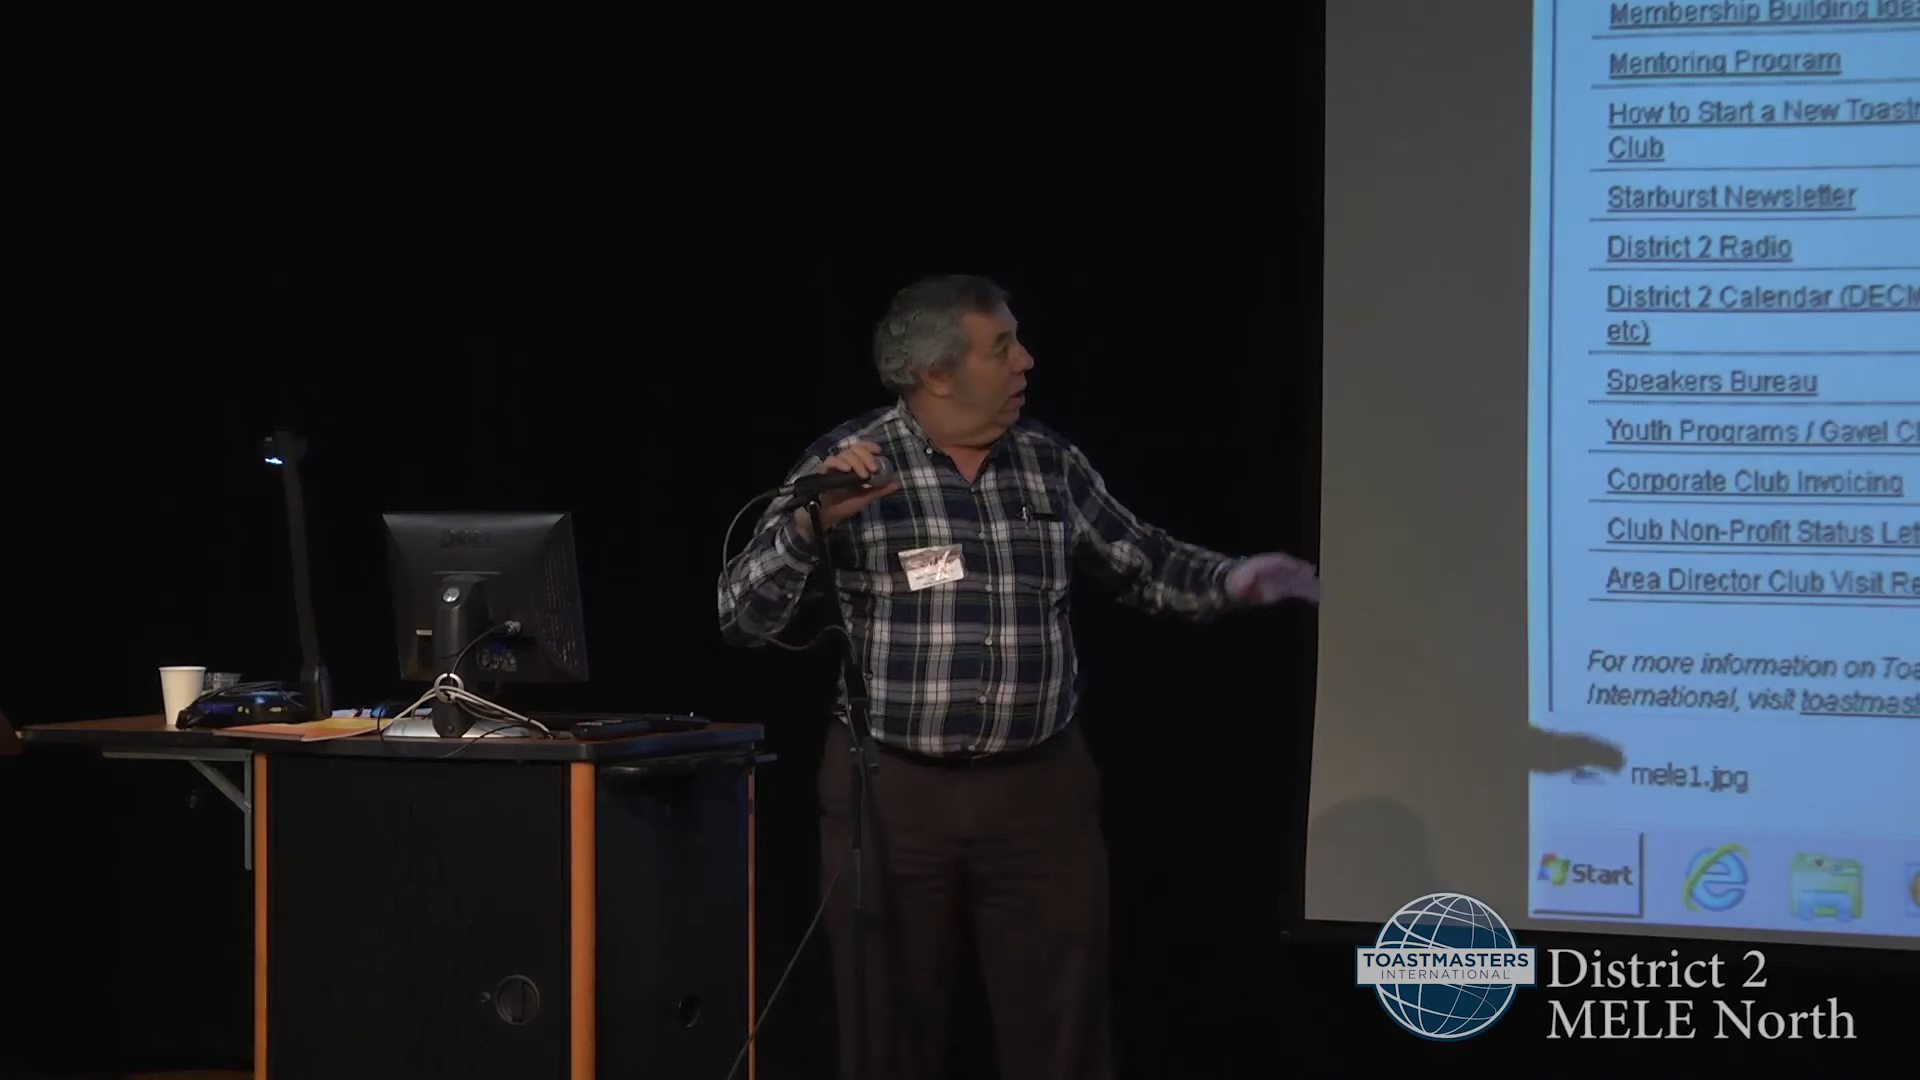 Membership Building
Mentoring Program
How to Start a New
Club
Starburst Newsletter
District 2 Radio
District 2 Calendar
etc)
Speakers Bureau
Youth Programs / Gavel
Corporate Club Invoicing
Club Non-Profit Status
Area Director Club Visit
For more information on
International, visit
mele1.jpg
Start
TOASTMASTERS
INTERNATIONAL
District 2
MELE North